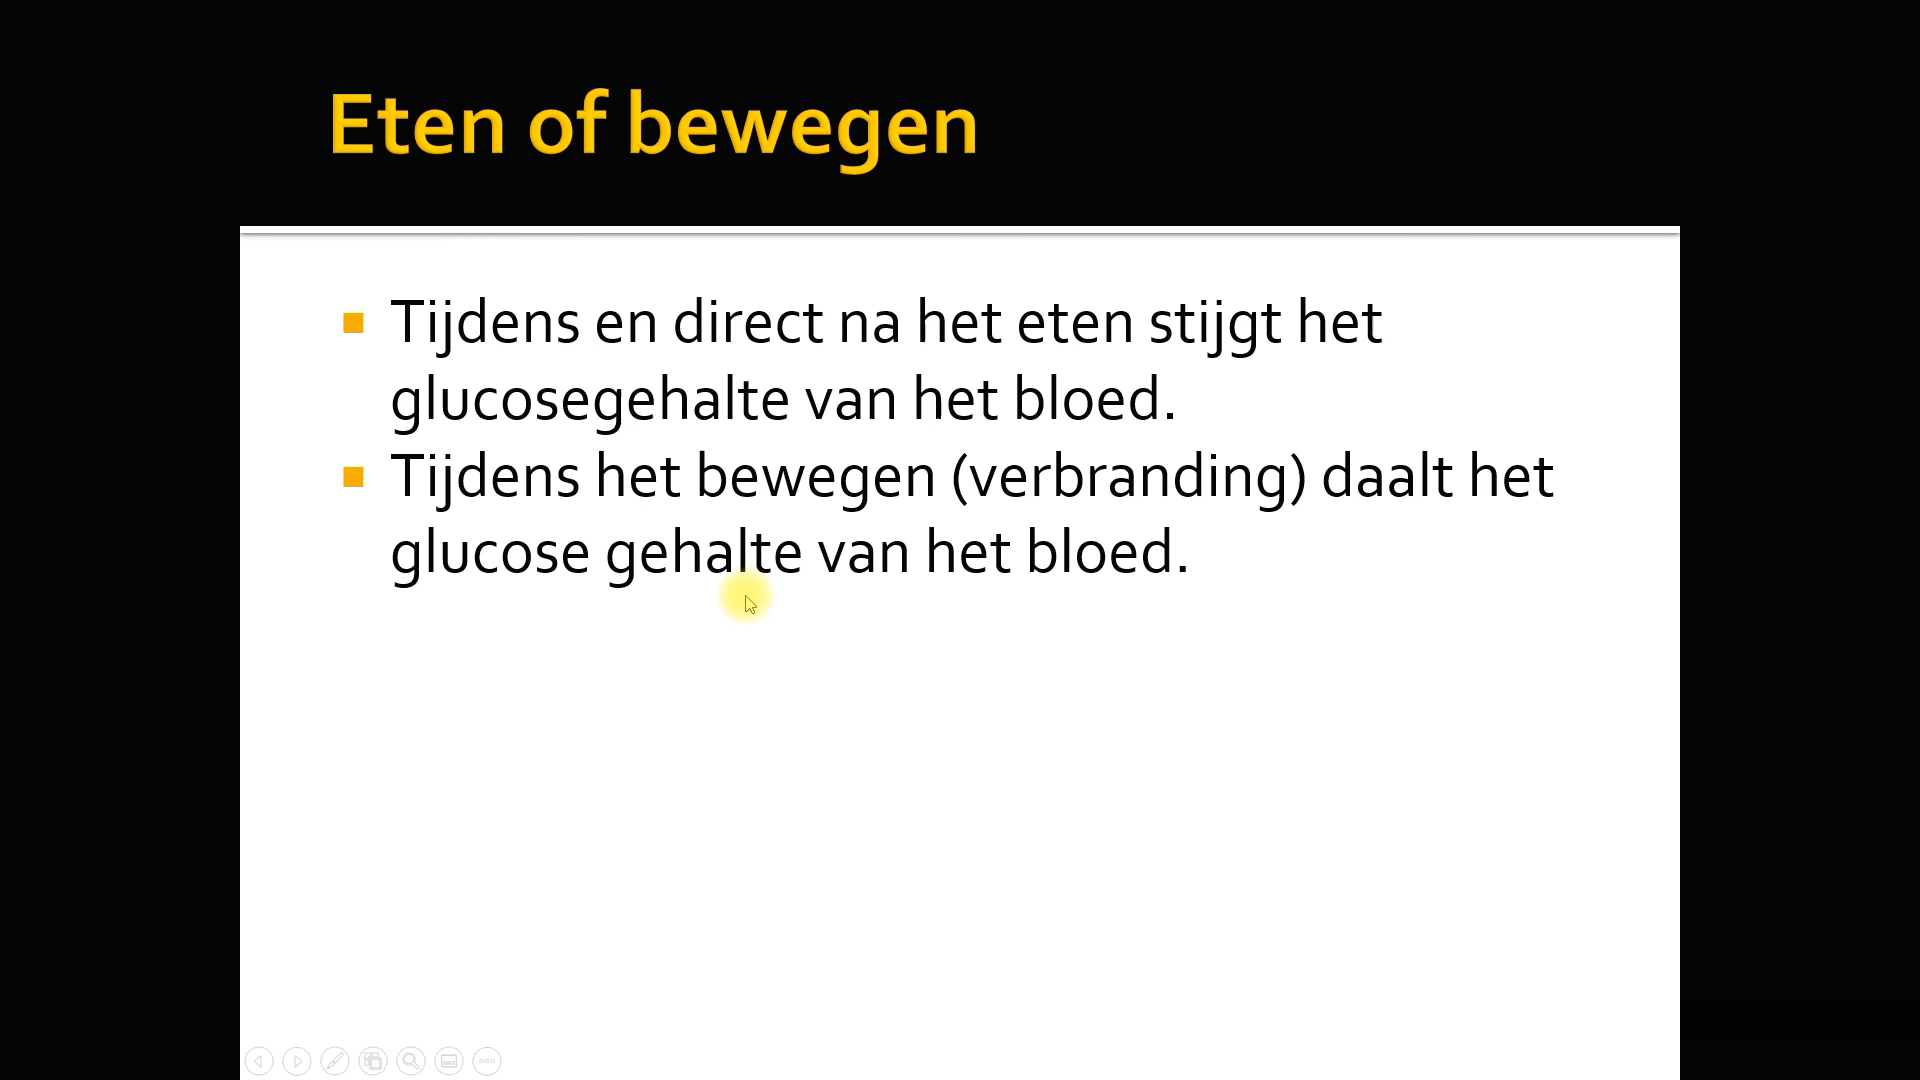 Eten of bewegen
Tijdens en direct na het eten stijgt het
glucosegehalte van het bloed.
Tijdens het bewegen (verbranding) daalt het
glucose gehalte van het bloed.